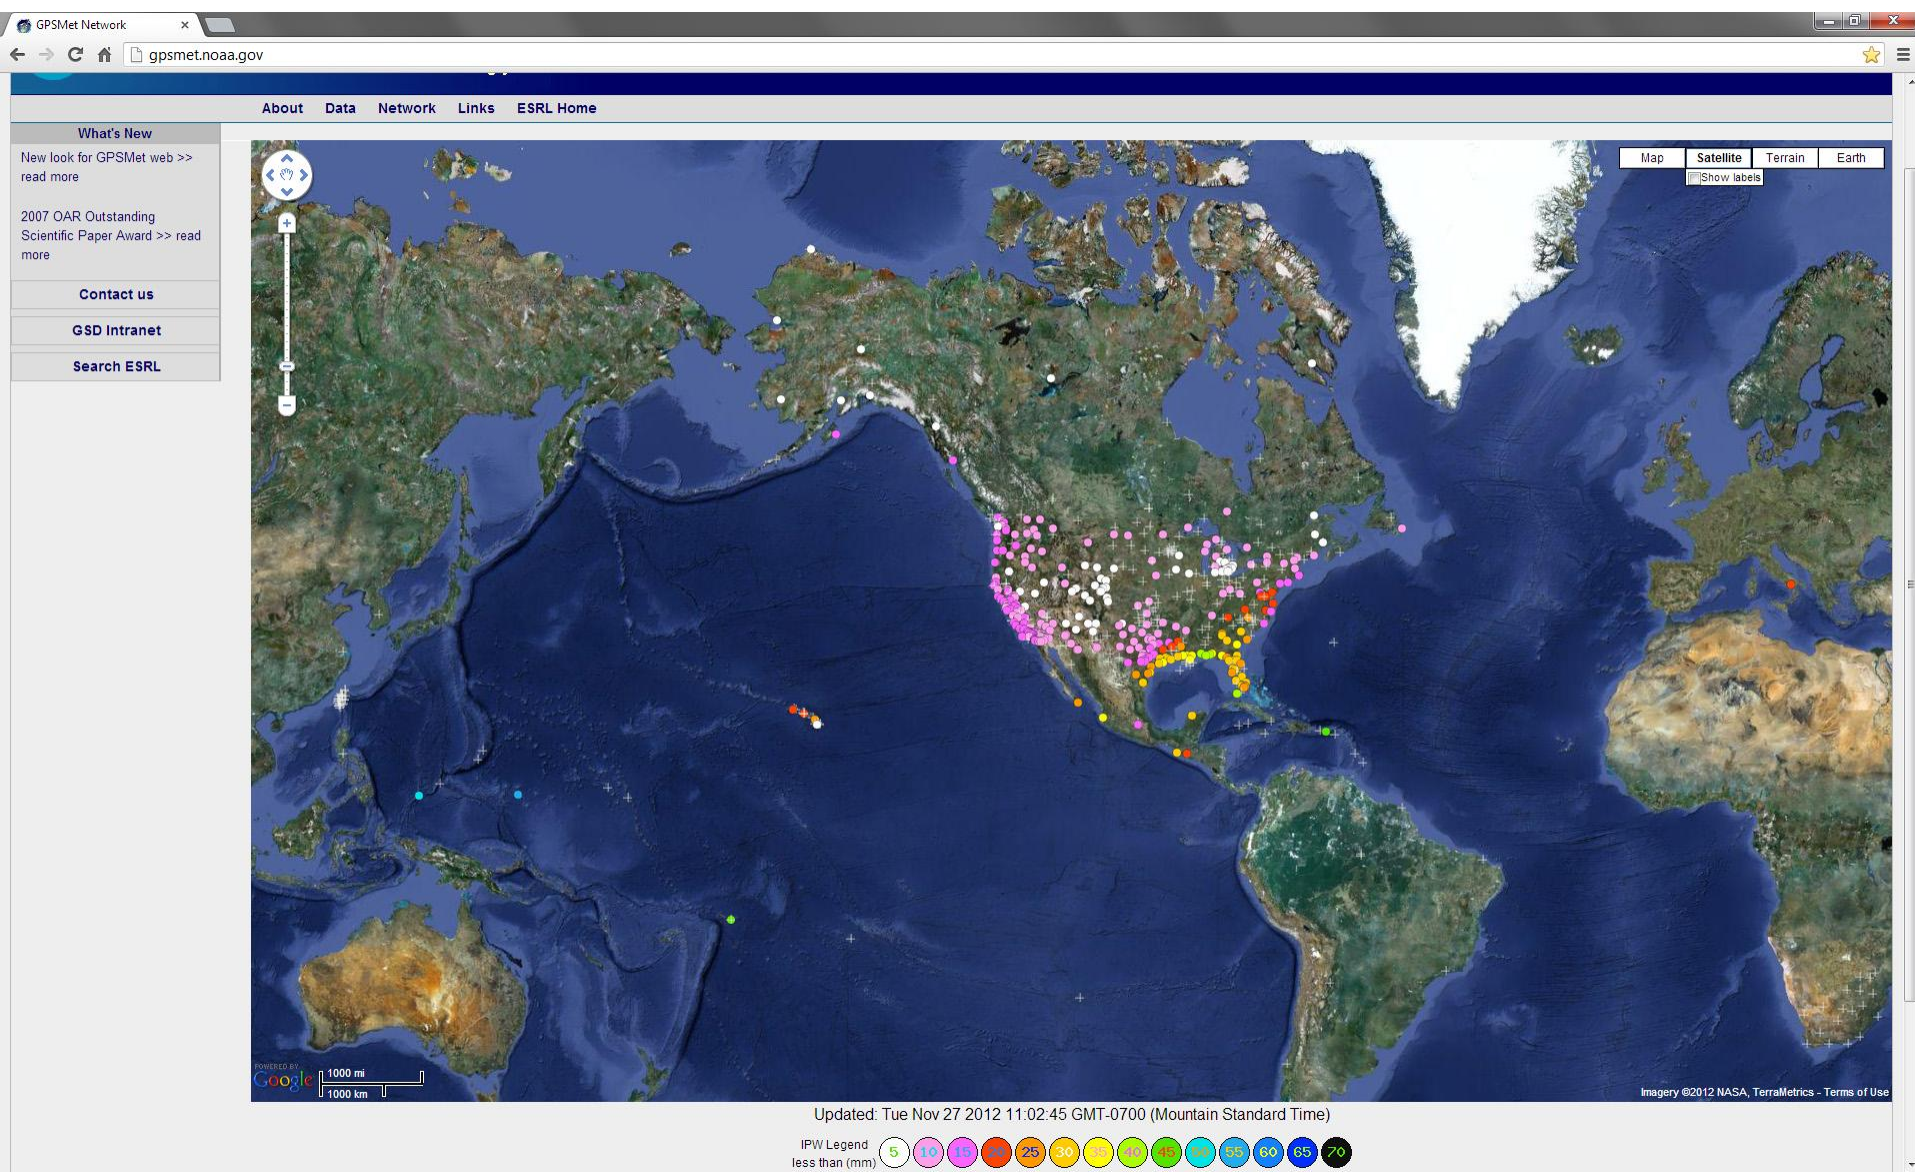 GPSMet Network
gpsmet.noaa.gov
About Data Network Links ESRL Home
What's New
New look for GPSMet web >>
read more
2007 OAR Outstanding
Scientific Paper Award >> read
more
Contact us
GSD Intranet
Search ESRL
Map Satellite Terrain Earth
Show labels
POWERED BY
Google
1000 mi
1000 km
Imagery ©2012 NASA, TerraMetrics - Terms of Use
Updated: Tue Nov 27 2012 11:02:45 GMT-0700 (Mountain Standard Time)
IPW Legend
less than (mm)
5 10 15 20 25 30 35 40 45 50 55 60 65 70